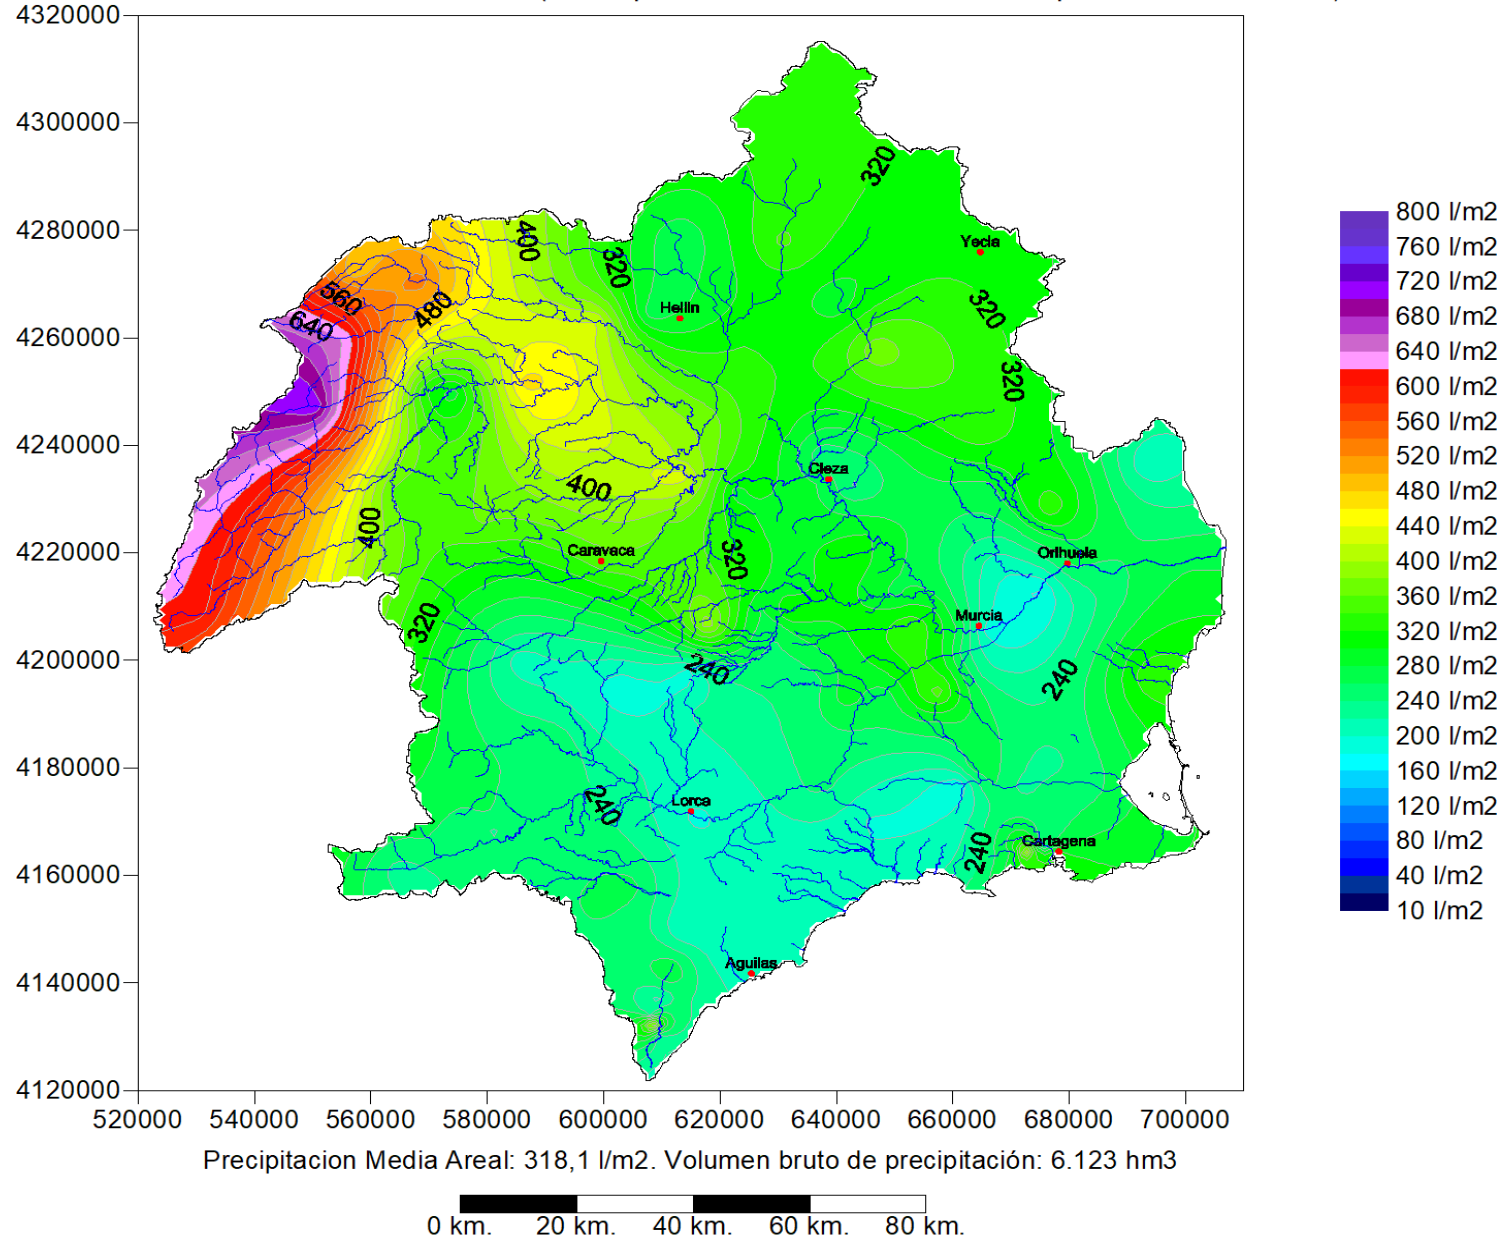 4320000
4300000
4280000
4260000
4240000
4220000
4200000
4180000
4160000
4140000
4120000
520000 540000 560000 580000 600000 620000 640000 660000 680000 700000
320
400
320
Yecla
560
480
320
Hellin
640
320
Cieza
400
400
320
Caravaca
Orihuela
320
Murcia
240
240
240
Lorca
240
Cartagena
Aguilas
800 l/m2
760 l/m2
720 l/m2
680 l/m2
640 l/m2
600 l/m2
560 l/m2
520 l/m2
480 l/m2
440 l/m2
400 l/m2
360 l/m2
320 l/m2
280 l/m2
240 l/m2
200 l/m2
160 l/m2
120 l/m2
80 l/m2
40 l/m2
10 l/m2
Precipitacion Media Areal: 318,1 l/m2. Volumen bruto de precipitación: 6.123 hm3
0 km. 20 km. 40 km. 60 km. 80 km.